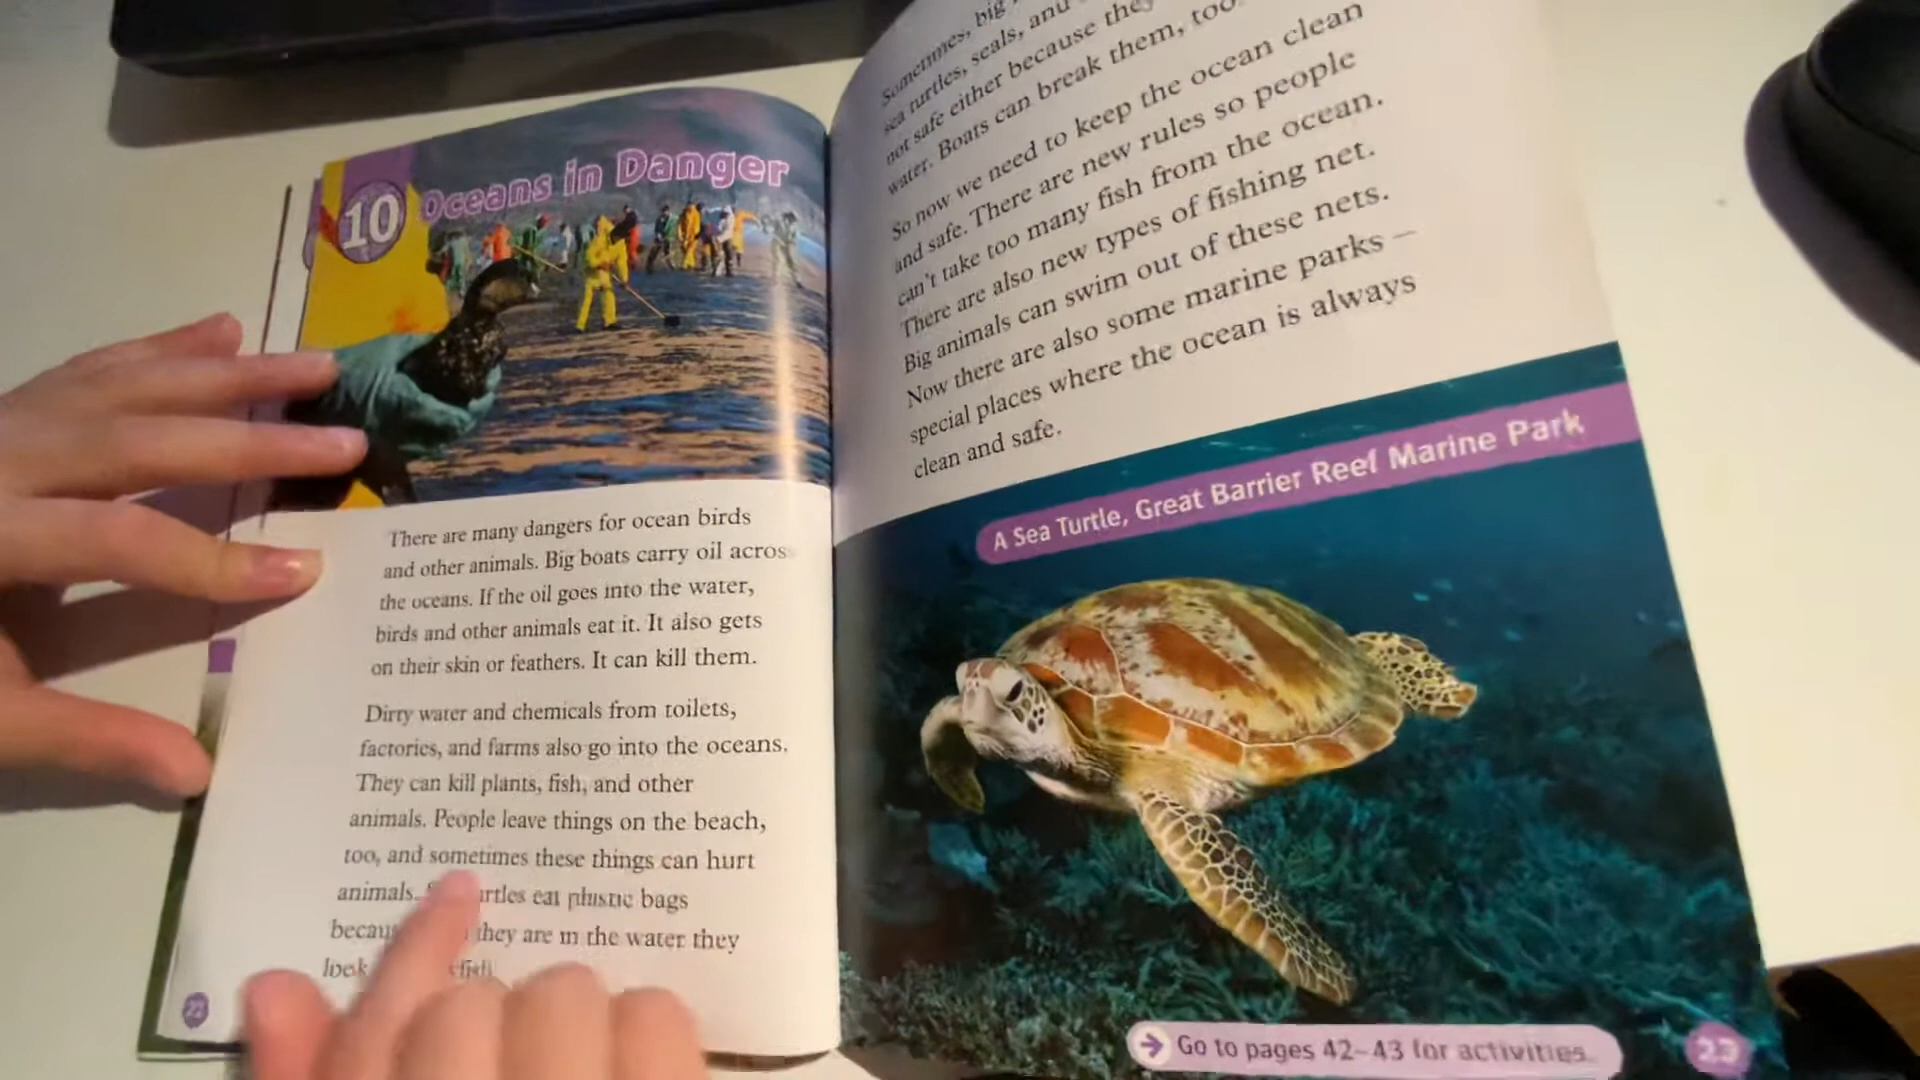 10 Oceans in Danger
There are many dangers for ocean birds
and other animals. Big boats carry oil across
the oceans. If the oil goes into the water,
birds and other animals eat it. It also gets
on their skin or feathers. It can kill them.
Dirty water and chemicals from toilets,
factories, and farms also go into the oceans.
They can kill plants, fish, and other
animals. People leave things on the beach,
too, and sometimes these things can hurt
animals. turtles eat plastic bags
they are in the water they
look
22
Sometimes, big
sea turtles, seals, and
not safe either because they
water. Boats can break them, too.
So now we need to keep the ocean clean
and safe. There are new rules so people
can't take too many fish from the ocean.
There are also new types of fishing net.
Big animals can swim out of these nets.
Now there are also some marine parks –
special places where the ocean is always
clean and safe.
A Sea Turtle, Great Barrier Reef Marine Park
Go to pages 42–43 for activities.
23